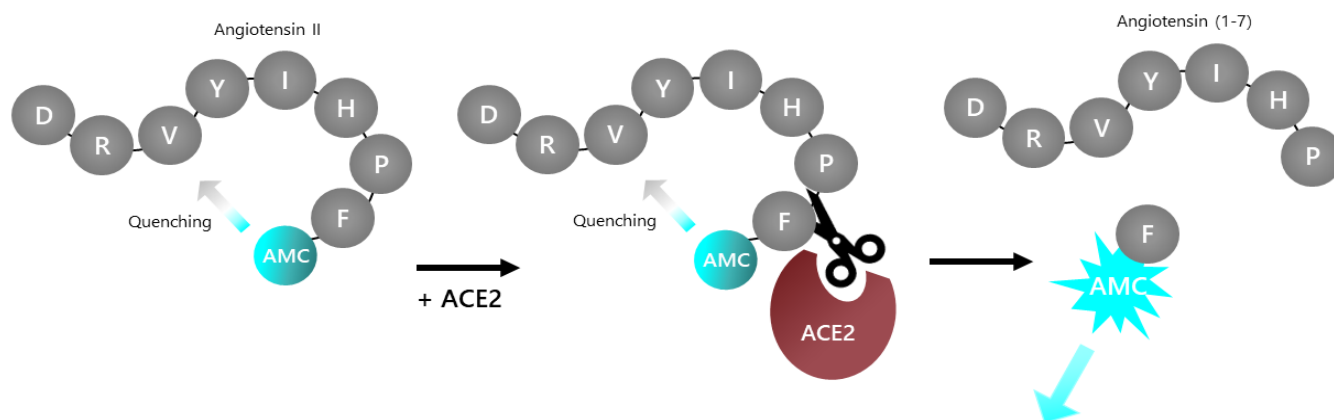 Angiotensin II
D
R
V
Y
I
H
P
F
AMC
Quenching
+ ACE2
D
R
V
Y
I
H
P
F
AMC
Quenching
ACE2
Angiotensin (1-7)
D
R
V
Y
I
H
P
F
AMC